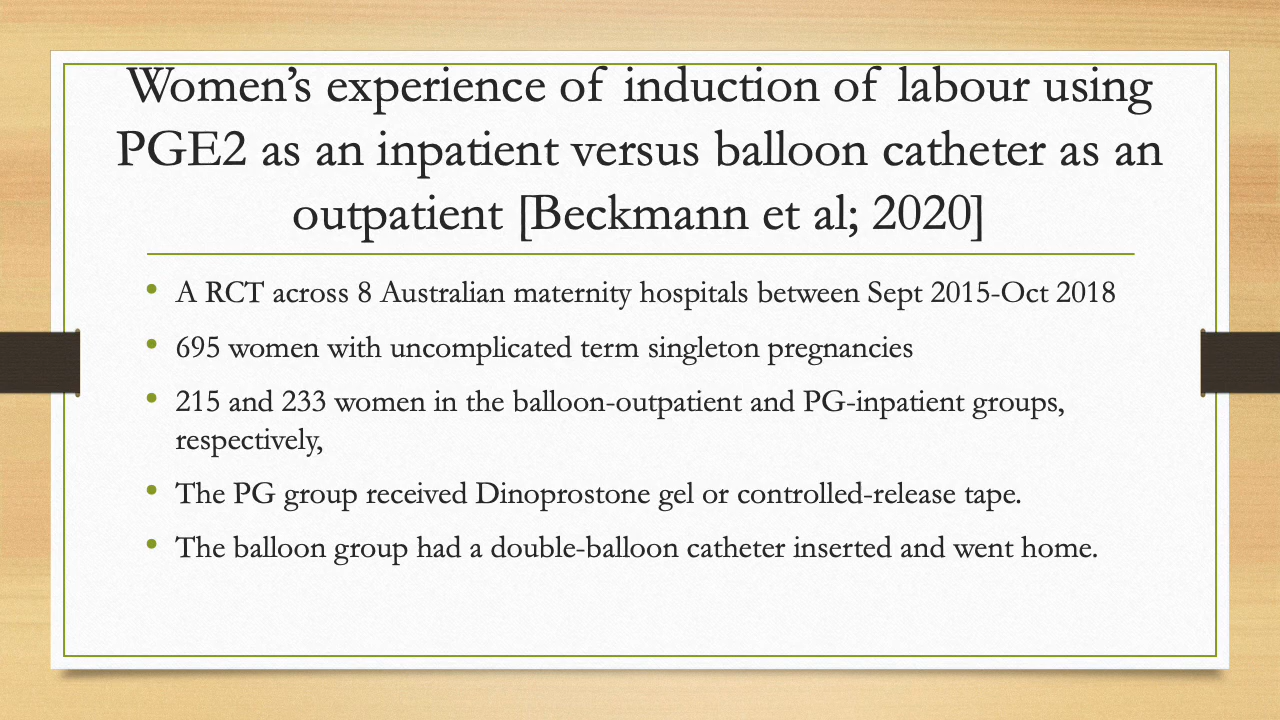 Women’s experience of induction of labour using
PGE2 as an inpatient versus balloon catheter as an
outpatient [Beckmann et al; 2020]
• A RCT across 8 Australian maternity hospitals between Sept 2015-Oct 2018
• 695 women with uncomplicated term singleton pregnancies
• 215 and 233 women in the balloon-outpatient and PG-inpatient groups,
respectively,
• The PG group received Dinoprostone gel or controlled-release tape.
• The balloon group had a double-balloon catheter inserted and went home.